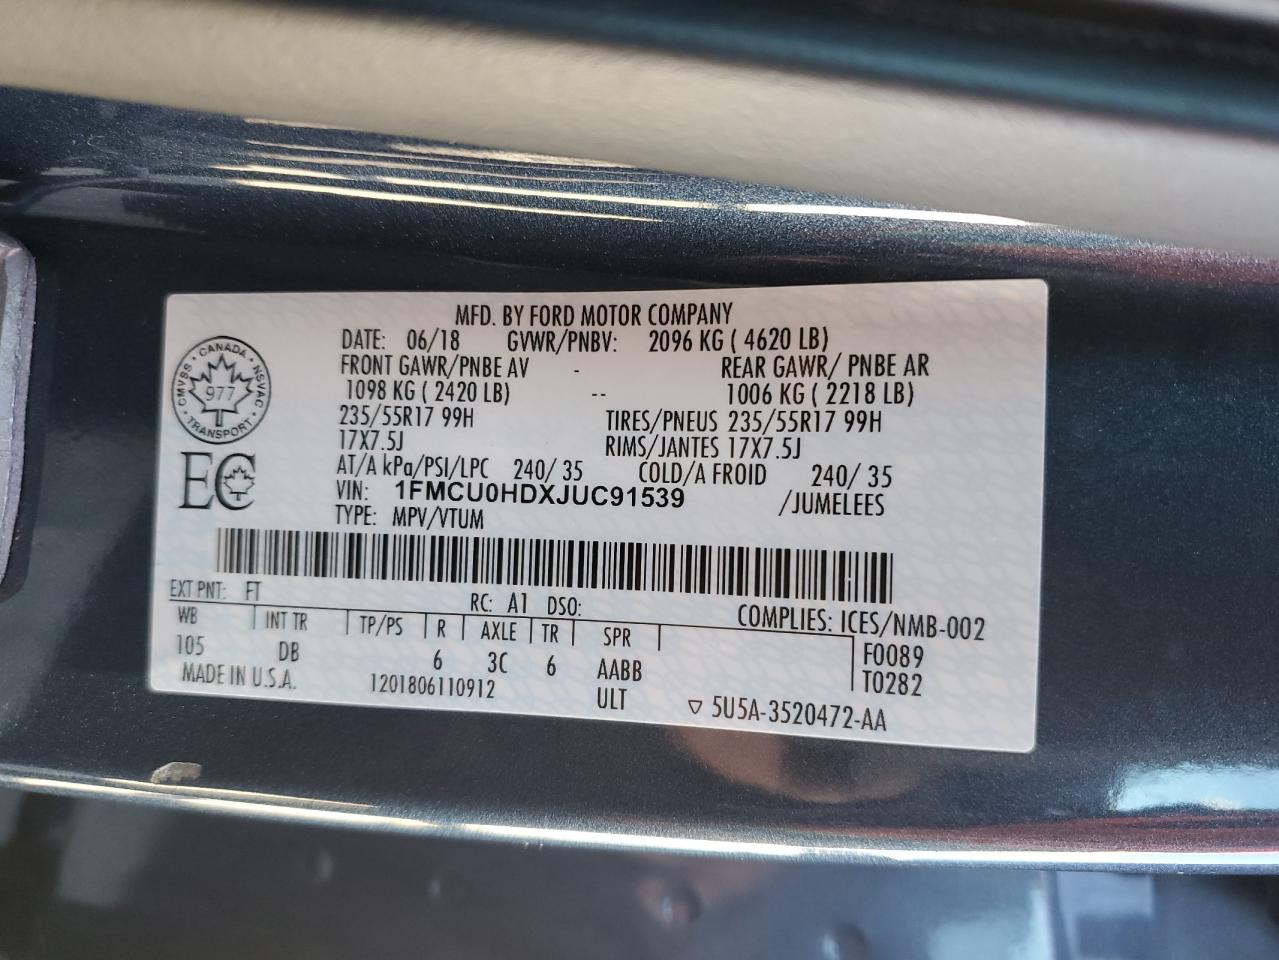 MFD. BY FORD MOTOR COMPANY
DATE: 06/18 GVWR/PNBV: 2096 KG ( 4620 LB)
FRONT GAWR/PNBE AV - REAR GAWR/ PNBE AR
1098 KG ( 2420 LB) -- 1006 KG ( 2218 LB)
235/55R17 99H TIRES/PNEUS 235/55R17 99H
17X7.5J RIMS/JANTES 17X7.5J
AT/A kPa/PSI/LPC 240/ 35 COLD/A FROID 240/ 35
VIN: 1FMCU0HDXJUC91539 /JUMELEES
TYPE: MPV/VTUM
CANADA
CMVSS · NSVAC
977
TRANSPORT
EC
EXT PNT: FT RC: A1 DSO: COMPLIES: ICES/NMB-002
WB INT TR TP/PS R AXLE TR SPR F0089
105 DB 6 3C 6 AABB T0282
MADE IN U.S.A. 1201806110912 ULT ▽ 5U5A-3520472-AA